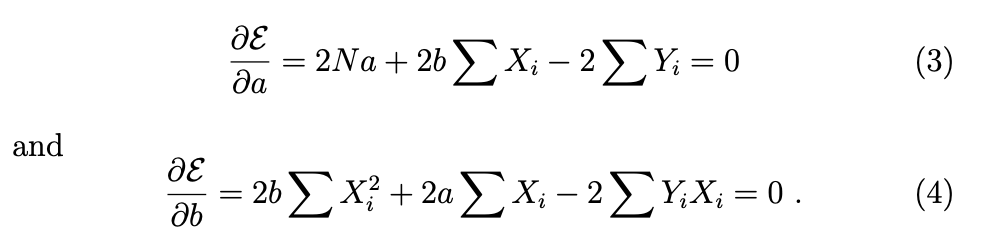 ∂ℰ/∂a = 2Na + 2b ∑ Xᵢ − 2 ∑ Yᵢ = 0 (3)
and
∂ℰ/∂b = 2b ∑ Xᵢ² + 2a ∑ Xᵢ − 2 ∑ YᵢXᵢ = 0 . (4)